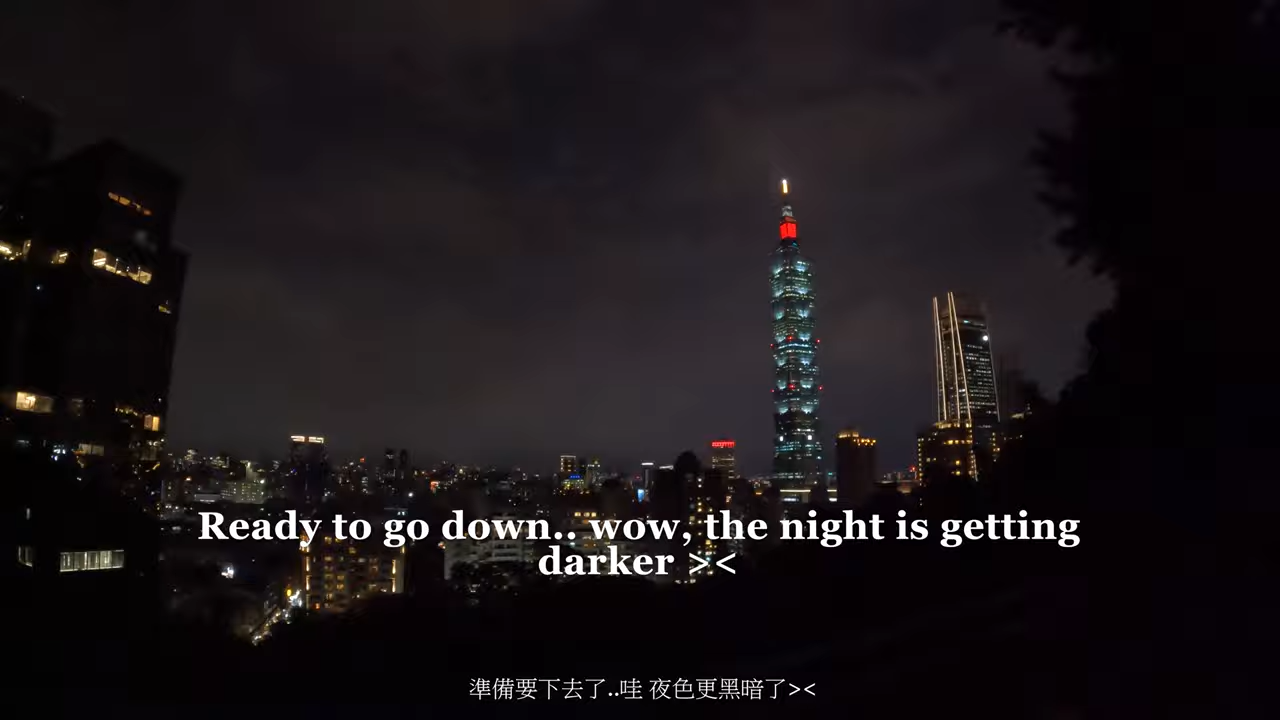 Ready to go down.. wow, the night is getting
darker ><
準備要下去了..哇 夜色更黑暗了><